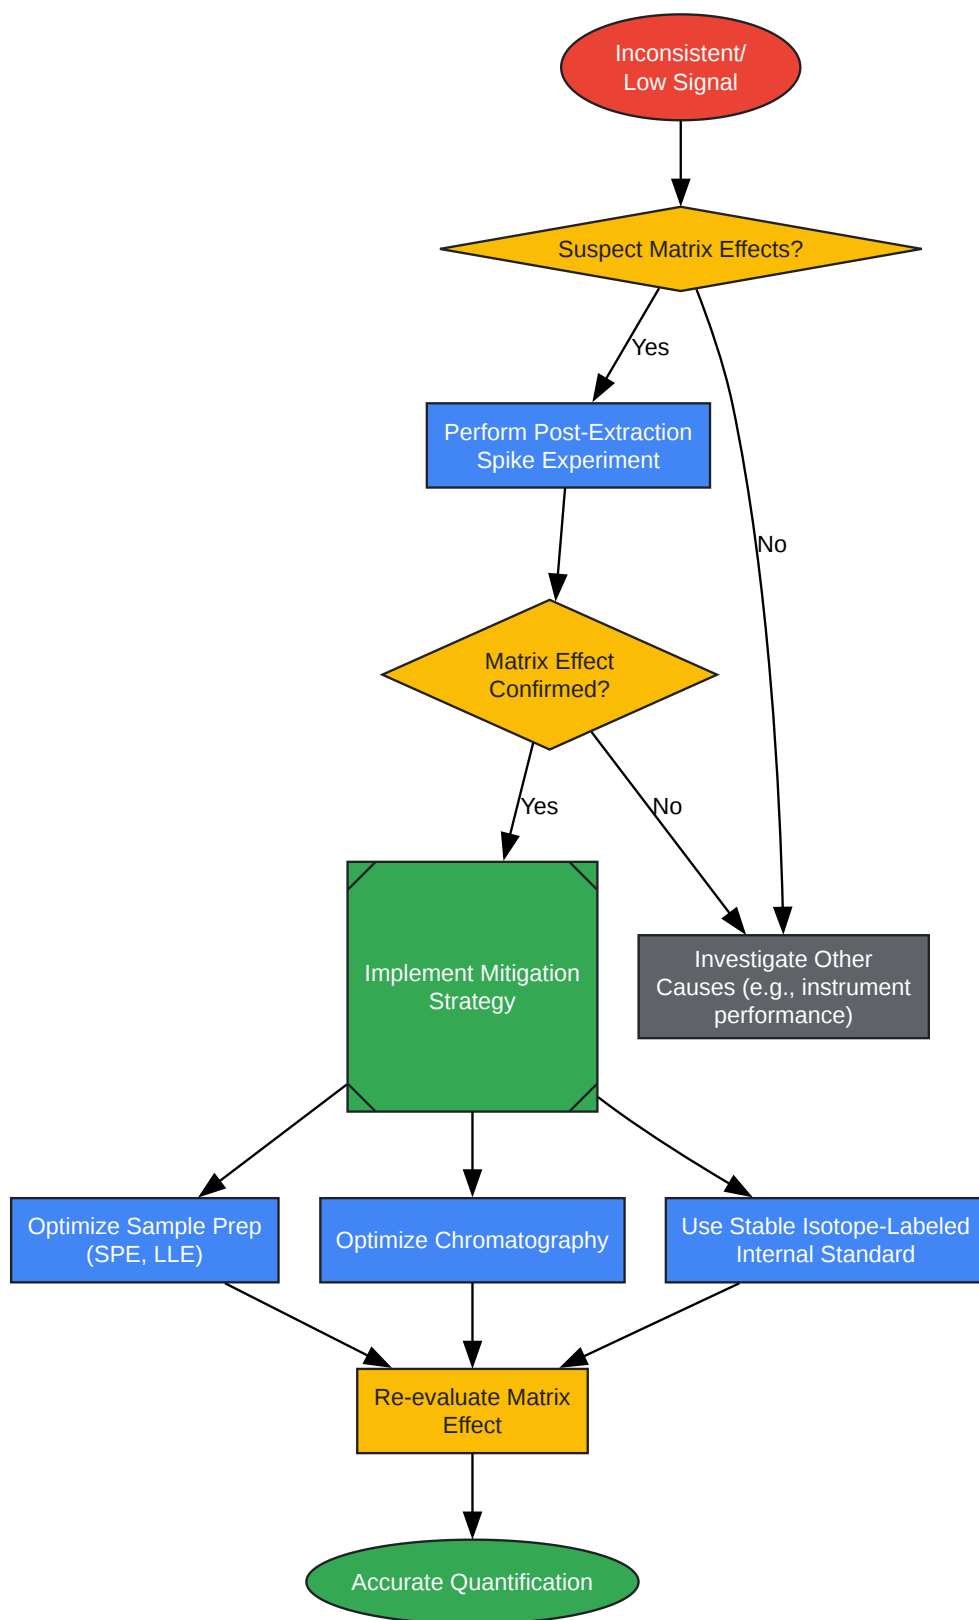 Inconsistent/
Low Signal
Suspect Matrix Effects?
Yes
Perform Post-Extraction
Spike Experiment
No
Matrix Effect
Confirmed?
Yes
No
Implement Mitigation
Strategy
Investigate Other
Causes (e.g., instrument
performance)
Optimize Sample Prep
(SPE, LLE)
Optimize Chromatography
Use Stable Isotope-Labeled
Internal Standard
Re-evaluate Matrix
Effect
Accurate Quantification